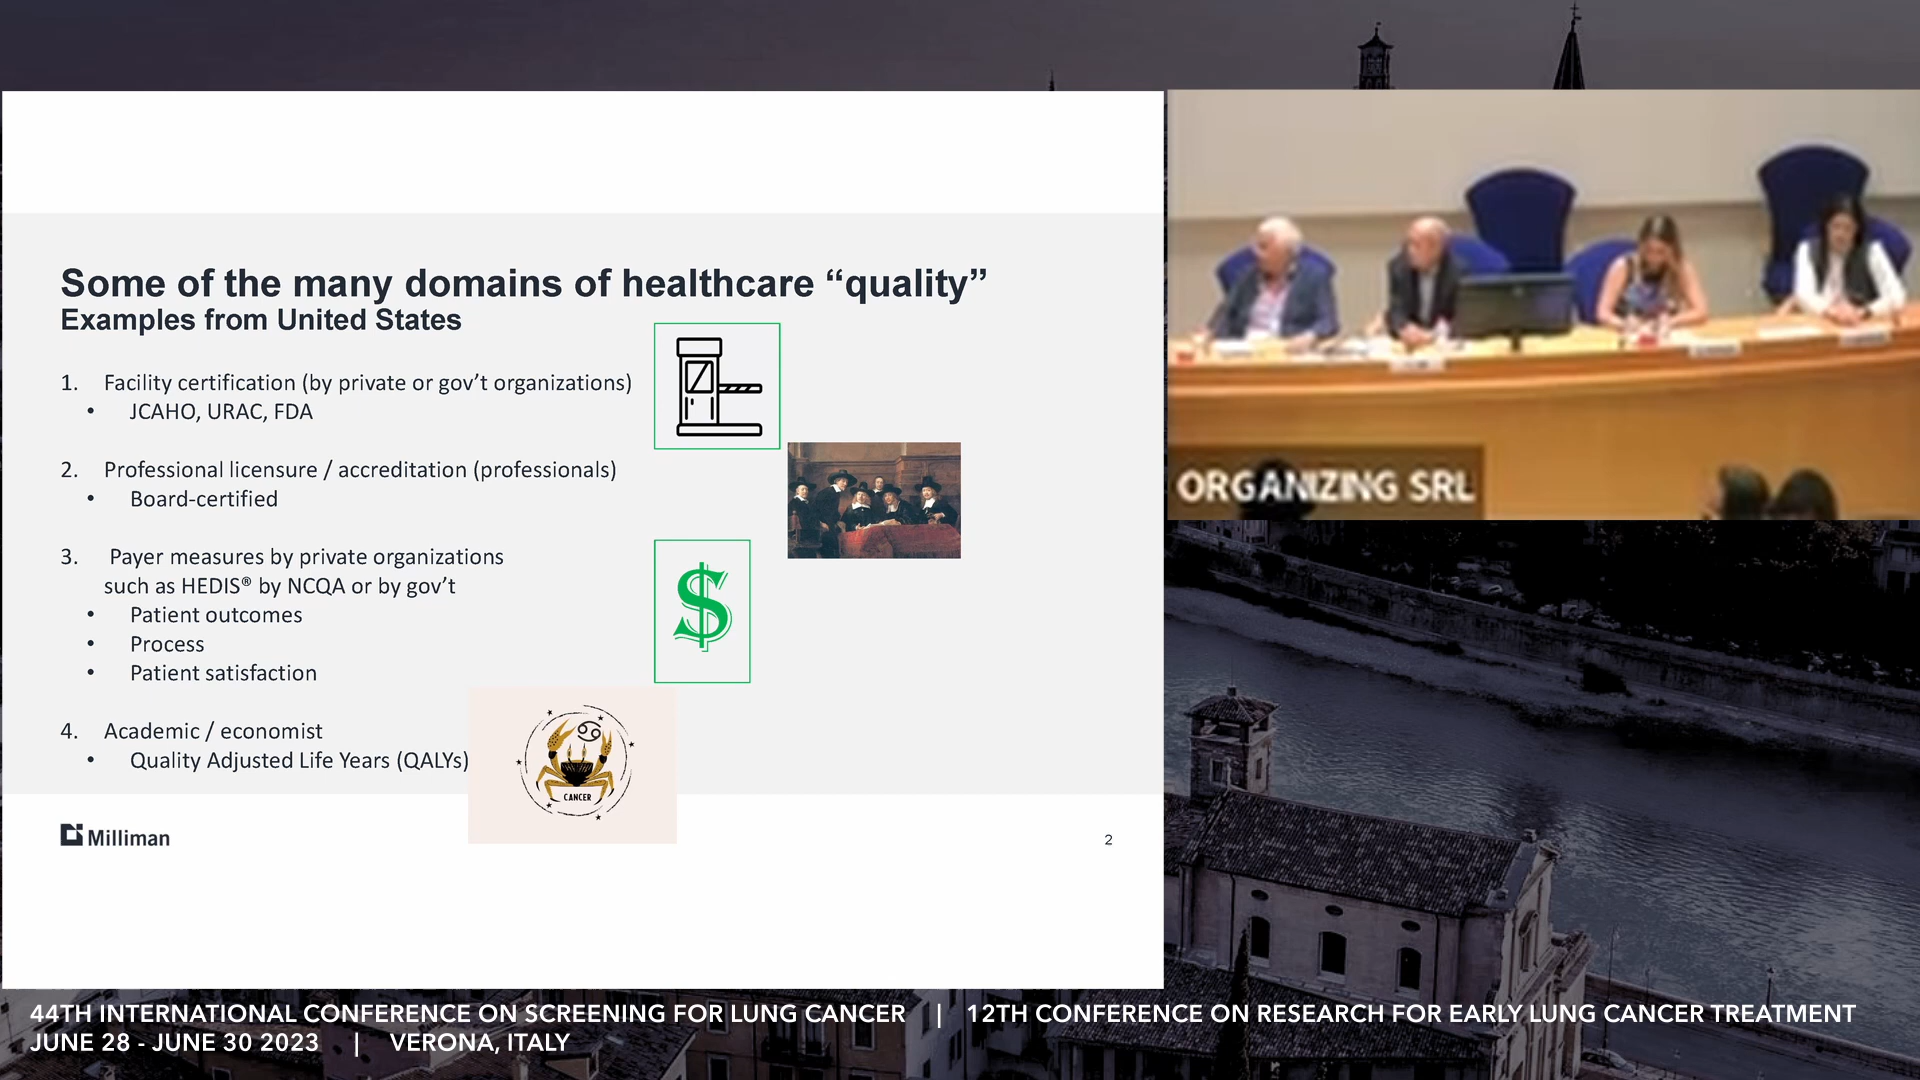 Some of the many domains of healthcare “quality”
Examples from United States
1. Facility certification (by private or gov’t organizations)
• JCAHO, URAC, FDA
2. Professional licensure / accreditation (professionals)
• Board-certified
3. Payer measures by private organizations
such as HEDIS® by NCQA or by gov’t
• Patient outcomes
• Process
• Patient satisfaction
$
4. Academic / economist
• Quality Adjusted Life Years (QALYs)
CANCER
Milliman
2
ORGANIZING SRL
44TH INTERNATIONAL CONFERENCE ON SCREENING FOR LUNG CANCER | 12TH CONFERENCE ON RESEARCH FOR EARLY LUNG CANCER TREATMENT
JUNE 28 - JUNE 30 2023 | VERONA, ITALY